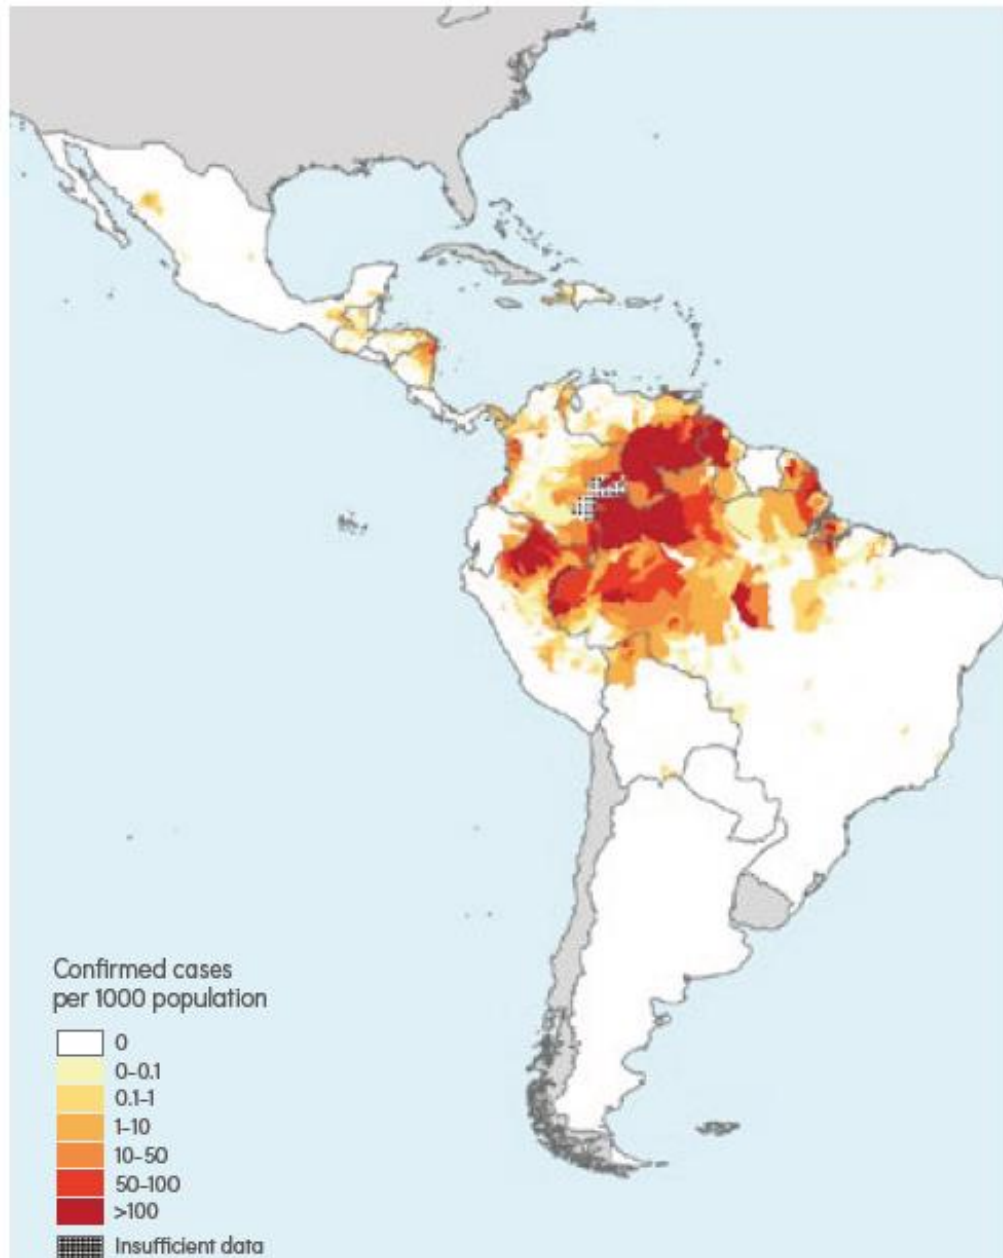 Confirmed cases
per 1000 population
0
0–0.1
0.1–1
1–10
10–50
50–100
>100
Insufficient data